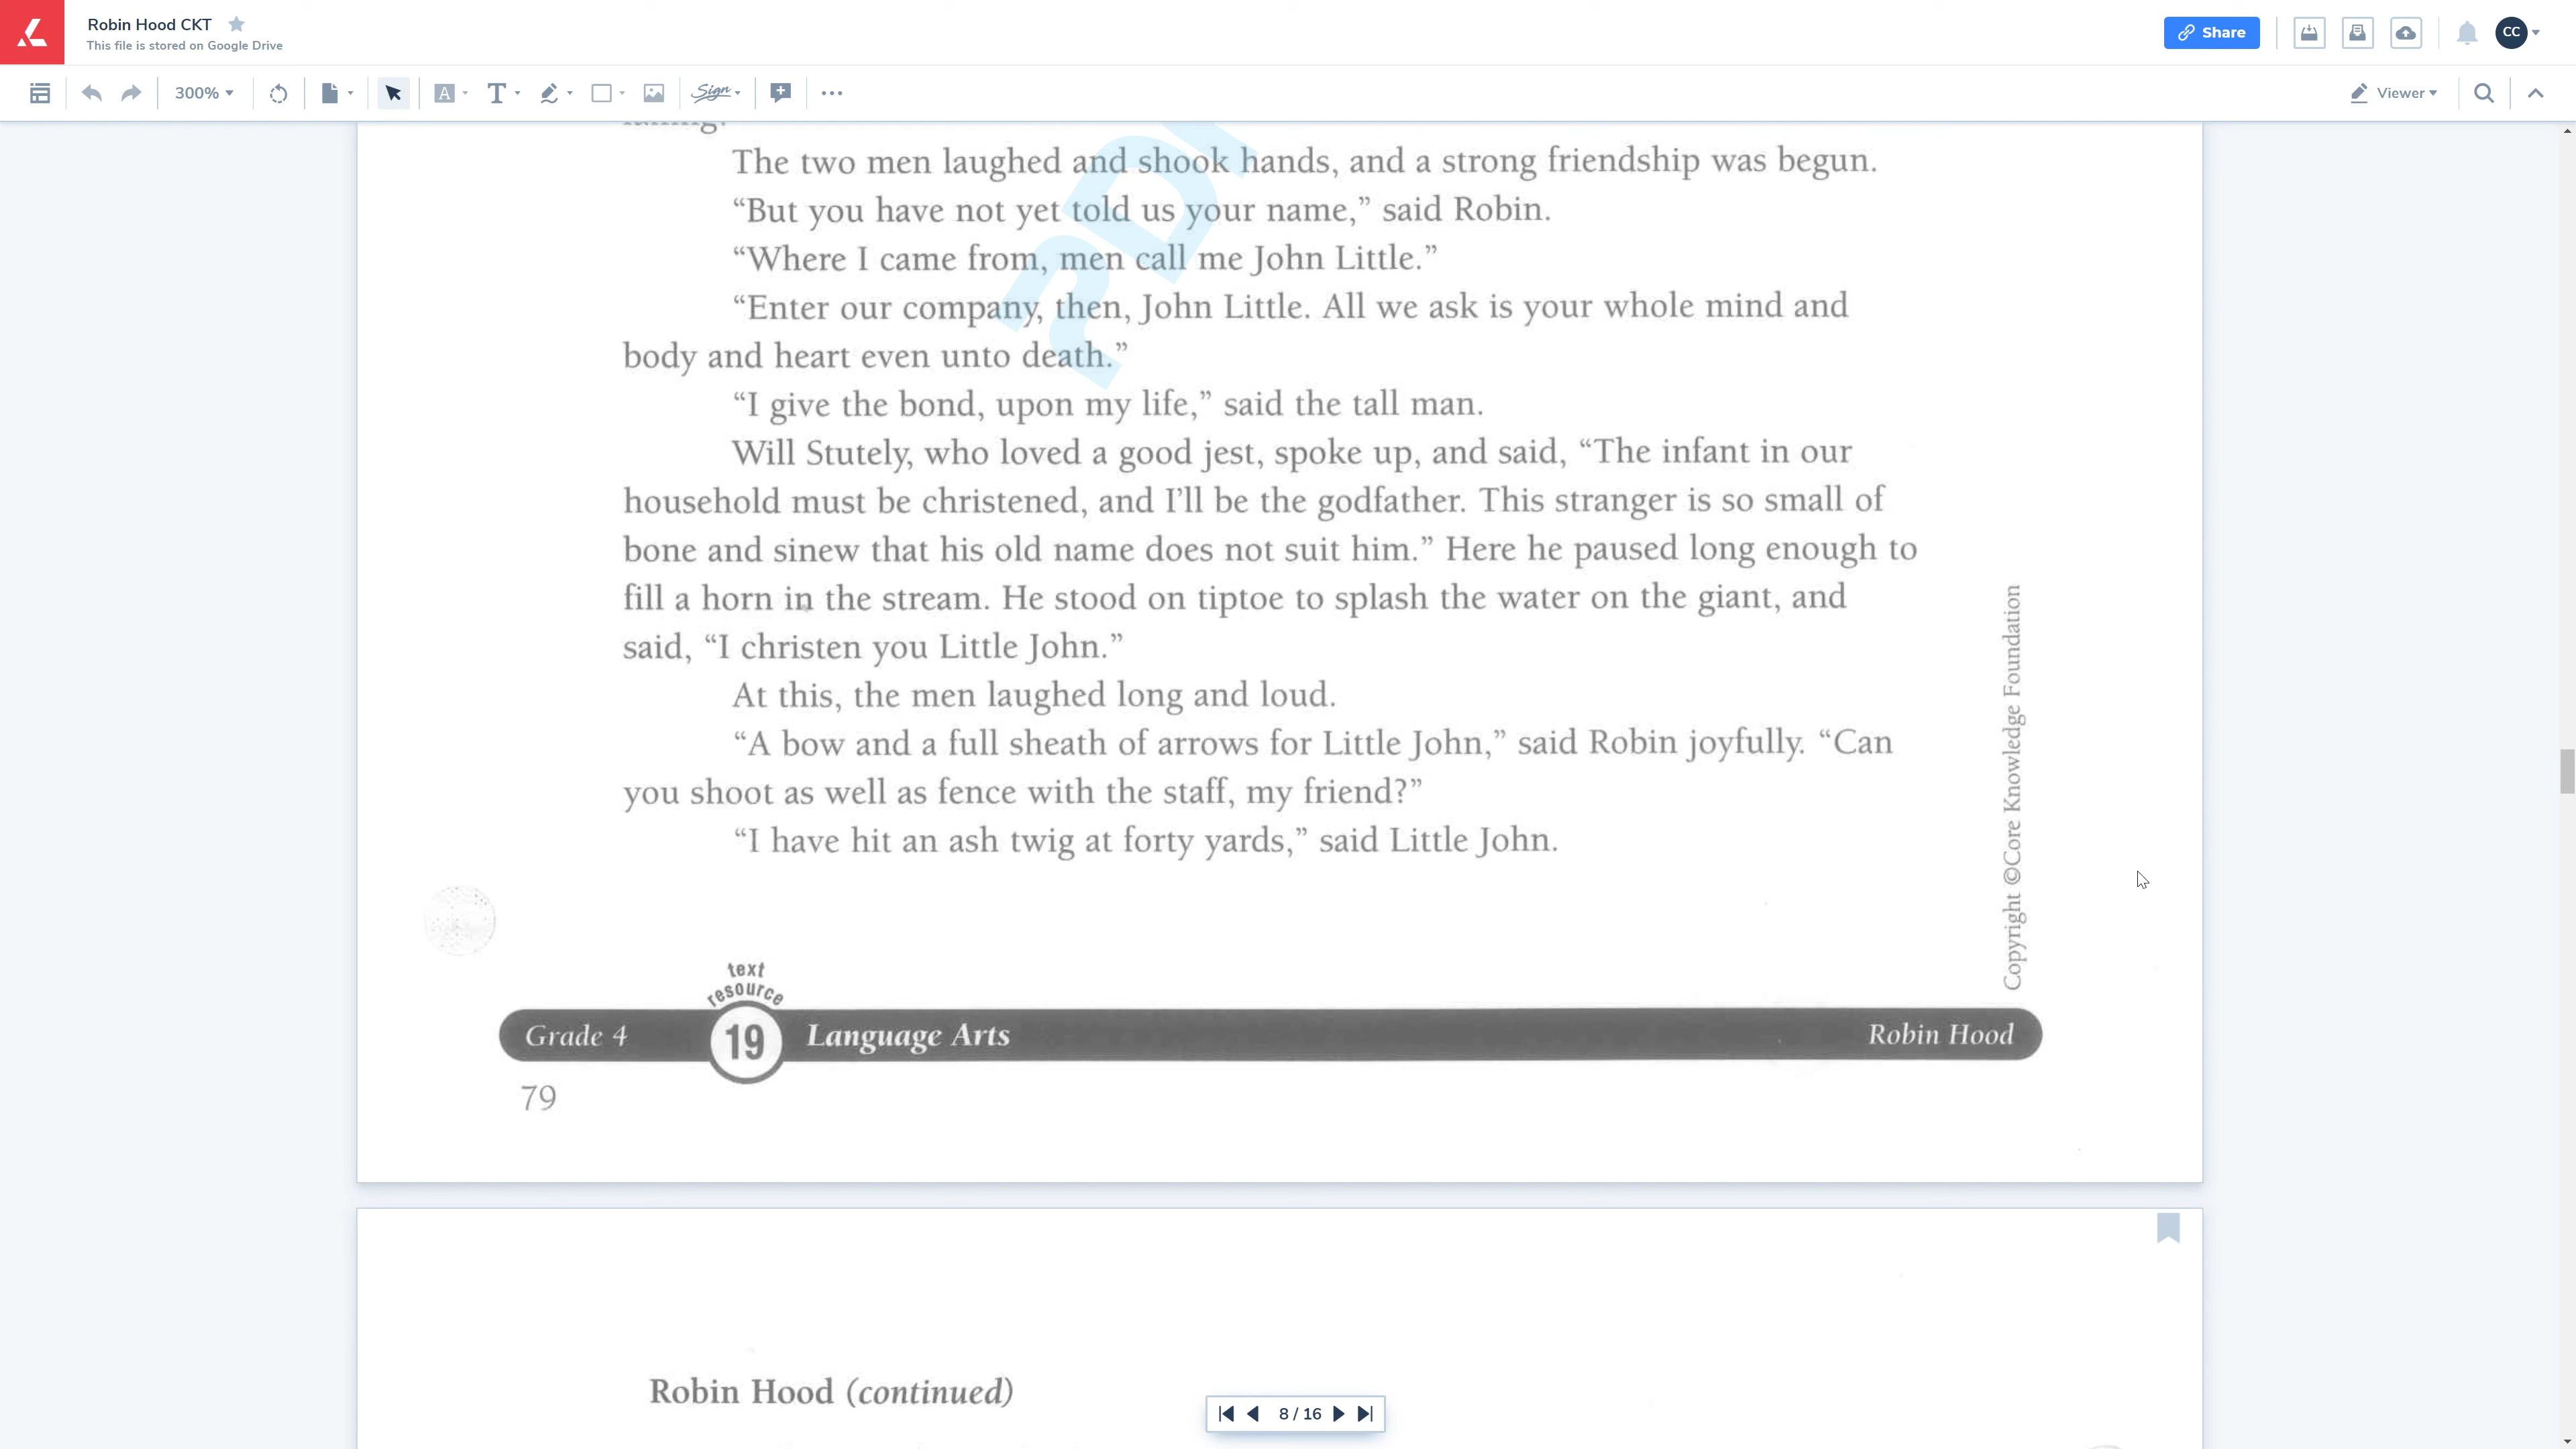 Robin Hood CKT
This file is stored on Google Drive
Share
CC
300%
A
T
Sign
Viewer
The two men laughed and shook hands, and a strong friendship was begun.
“But you have not yet told us your name,” said Robin.
“Where I came from, men call me John Little.”
“Enter our company, then, John Little. All we ask is your whole mind and
body and heart even unto death.”
“I give the bond, upon my life,” said the tall man.
Will Stutely, who loved a good jest, spoke up, and said, “The infant in our
household must be christened, and I’ll be the godfather. This stranger is so small of
bone and sinew that his old name does not suit him.” Here he paused long enough to
fill a horn in the stream. He stood on tiptoe to splash the water on the giant, and
said, “I christen you Little John.”
At this, the men laughed long and loud.
“A bow and a full sheath of arrows for Little John,” said Robin joyfully. “Can
you shoot as well as fence with the staff, my friend?”
“I have hit an ash twig at forty yards,” said Little John.
Copyright ©Core Knowledge Foundation
text
resource
Grade 4
19
Language Arts
Robin Hood
79
Robin Hood (continued)
8 / 16